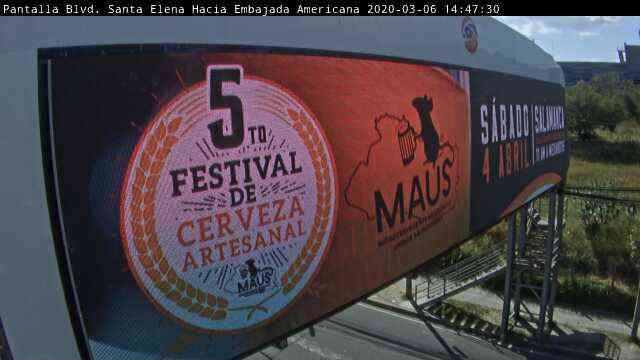 Pantalla Blvd. Santa Elena Hacia Embajada Americana 2020-03-06 14:47:30
5TO
FESTIVAL
DE
CERVEZA
ARTESANAL
MAUS
MAUS
SÁBADO
4 ABRIL
SALAMANCA